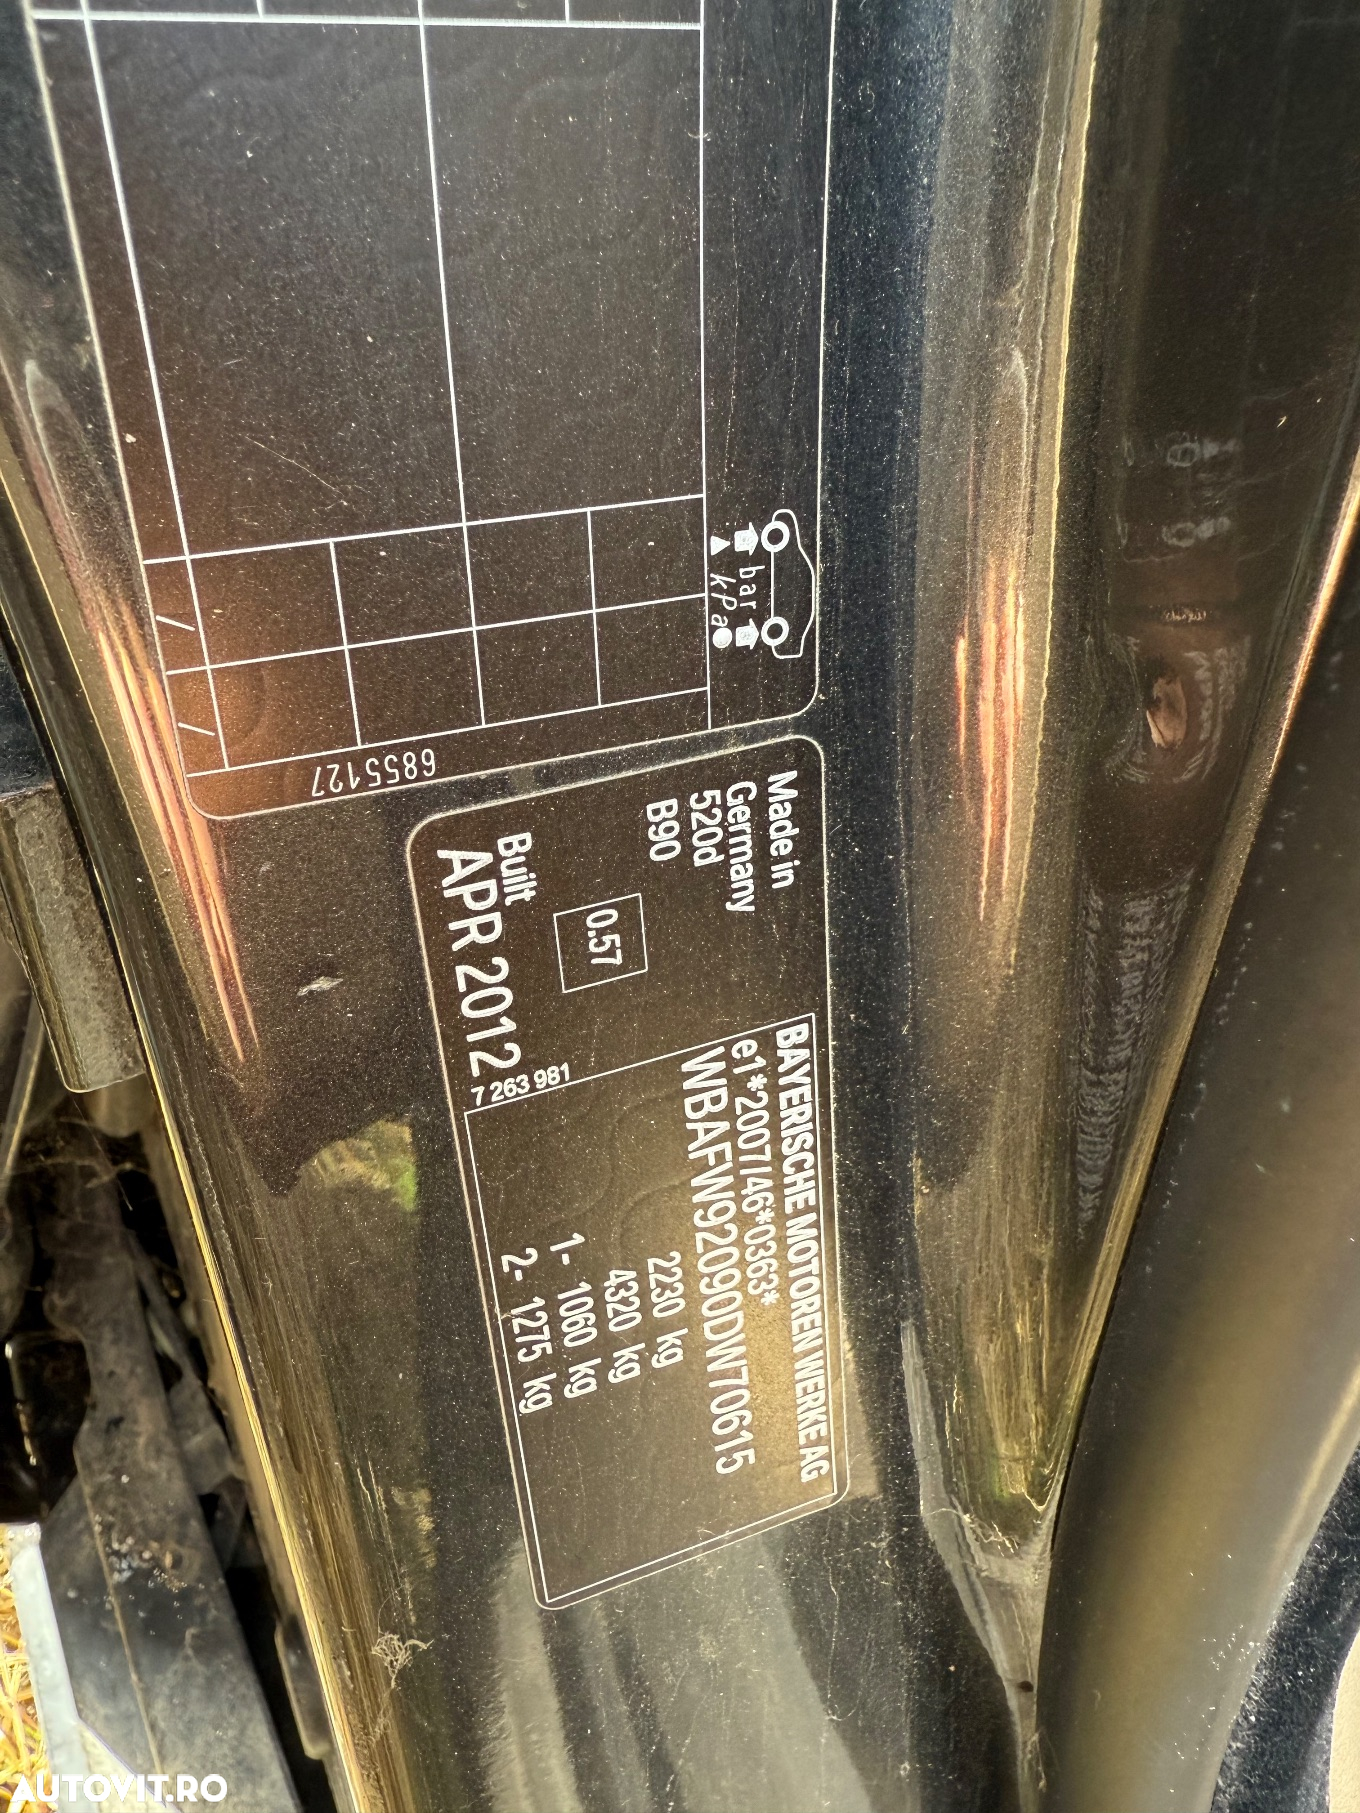 bar
kPa
6855127
Made in
Germany
520d
B90
0.57
Built
APR 2012
7 263 981
BAYERISCHE MOTOREN WERKE AG
e1*2007/46*0363*
WBAFW9209DW70615
2230 kg
4320 kg
1- 1060 kg
2- 1275 kg
AUTOVIT.RO